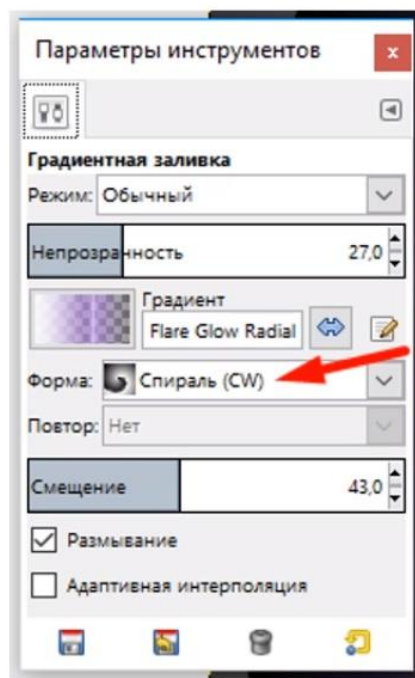 Параметры инструментов
x
Градиентная заливка
Режим: Обычный
Непрозрачность 27,0
Градиент
Flare Glow Radial
Форма: Спираль (CW)
Повтор: Нет
Смещение 43,0
Размывание
Адаптивная интерполяция